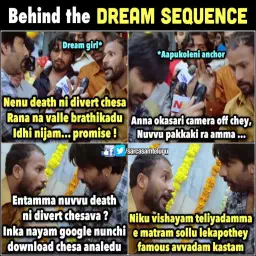 Behind the DREAM SEQUENCE
Dream girl*
Nenu death ni divert chesa
Rana na valle brathikadu
Idhi nijam... promise !
*Aapukoleni anchor
Anna okasari camera off chey,
Nuvvu pakkaki ra amma ...
/sarcasamtelugu
Entamma nuvvu death
ni divert chesava ?
Inka nayam google nunchi
download chesa analedu
Niku vishayam teliyadamma
e matram sollu lekapothey
famous avvadam kastam